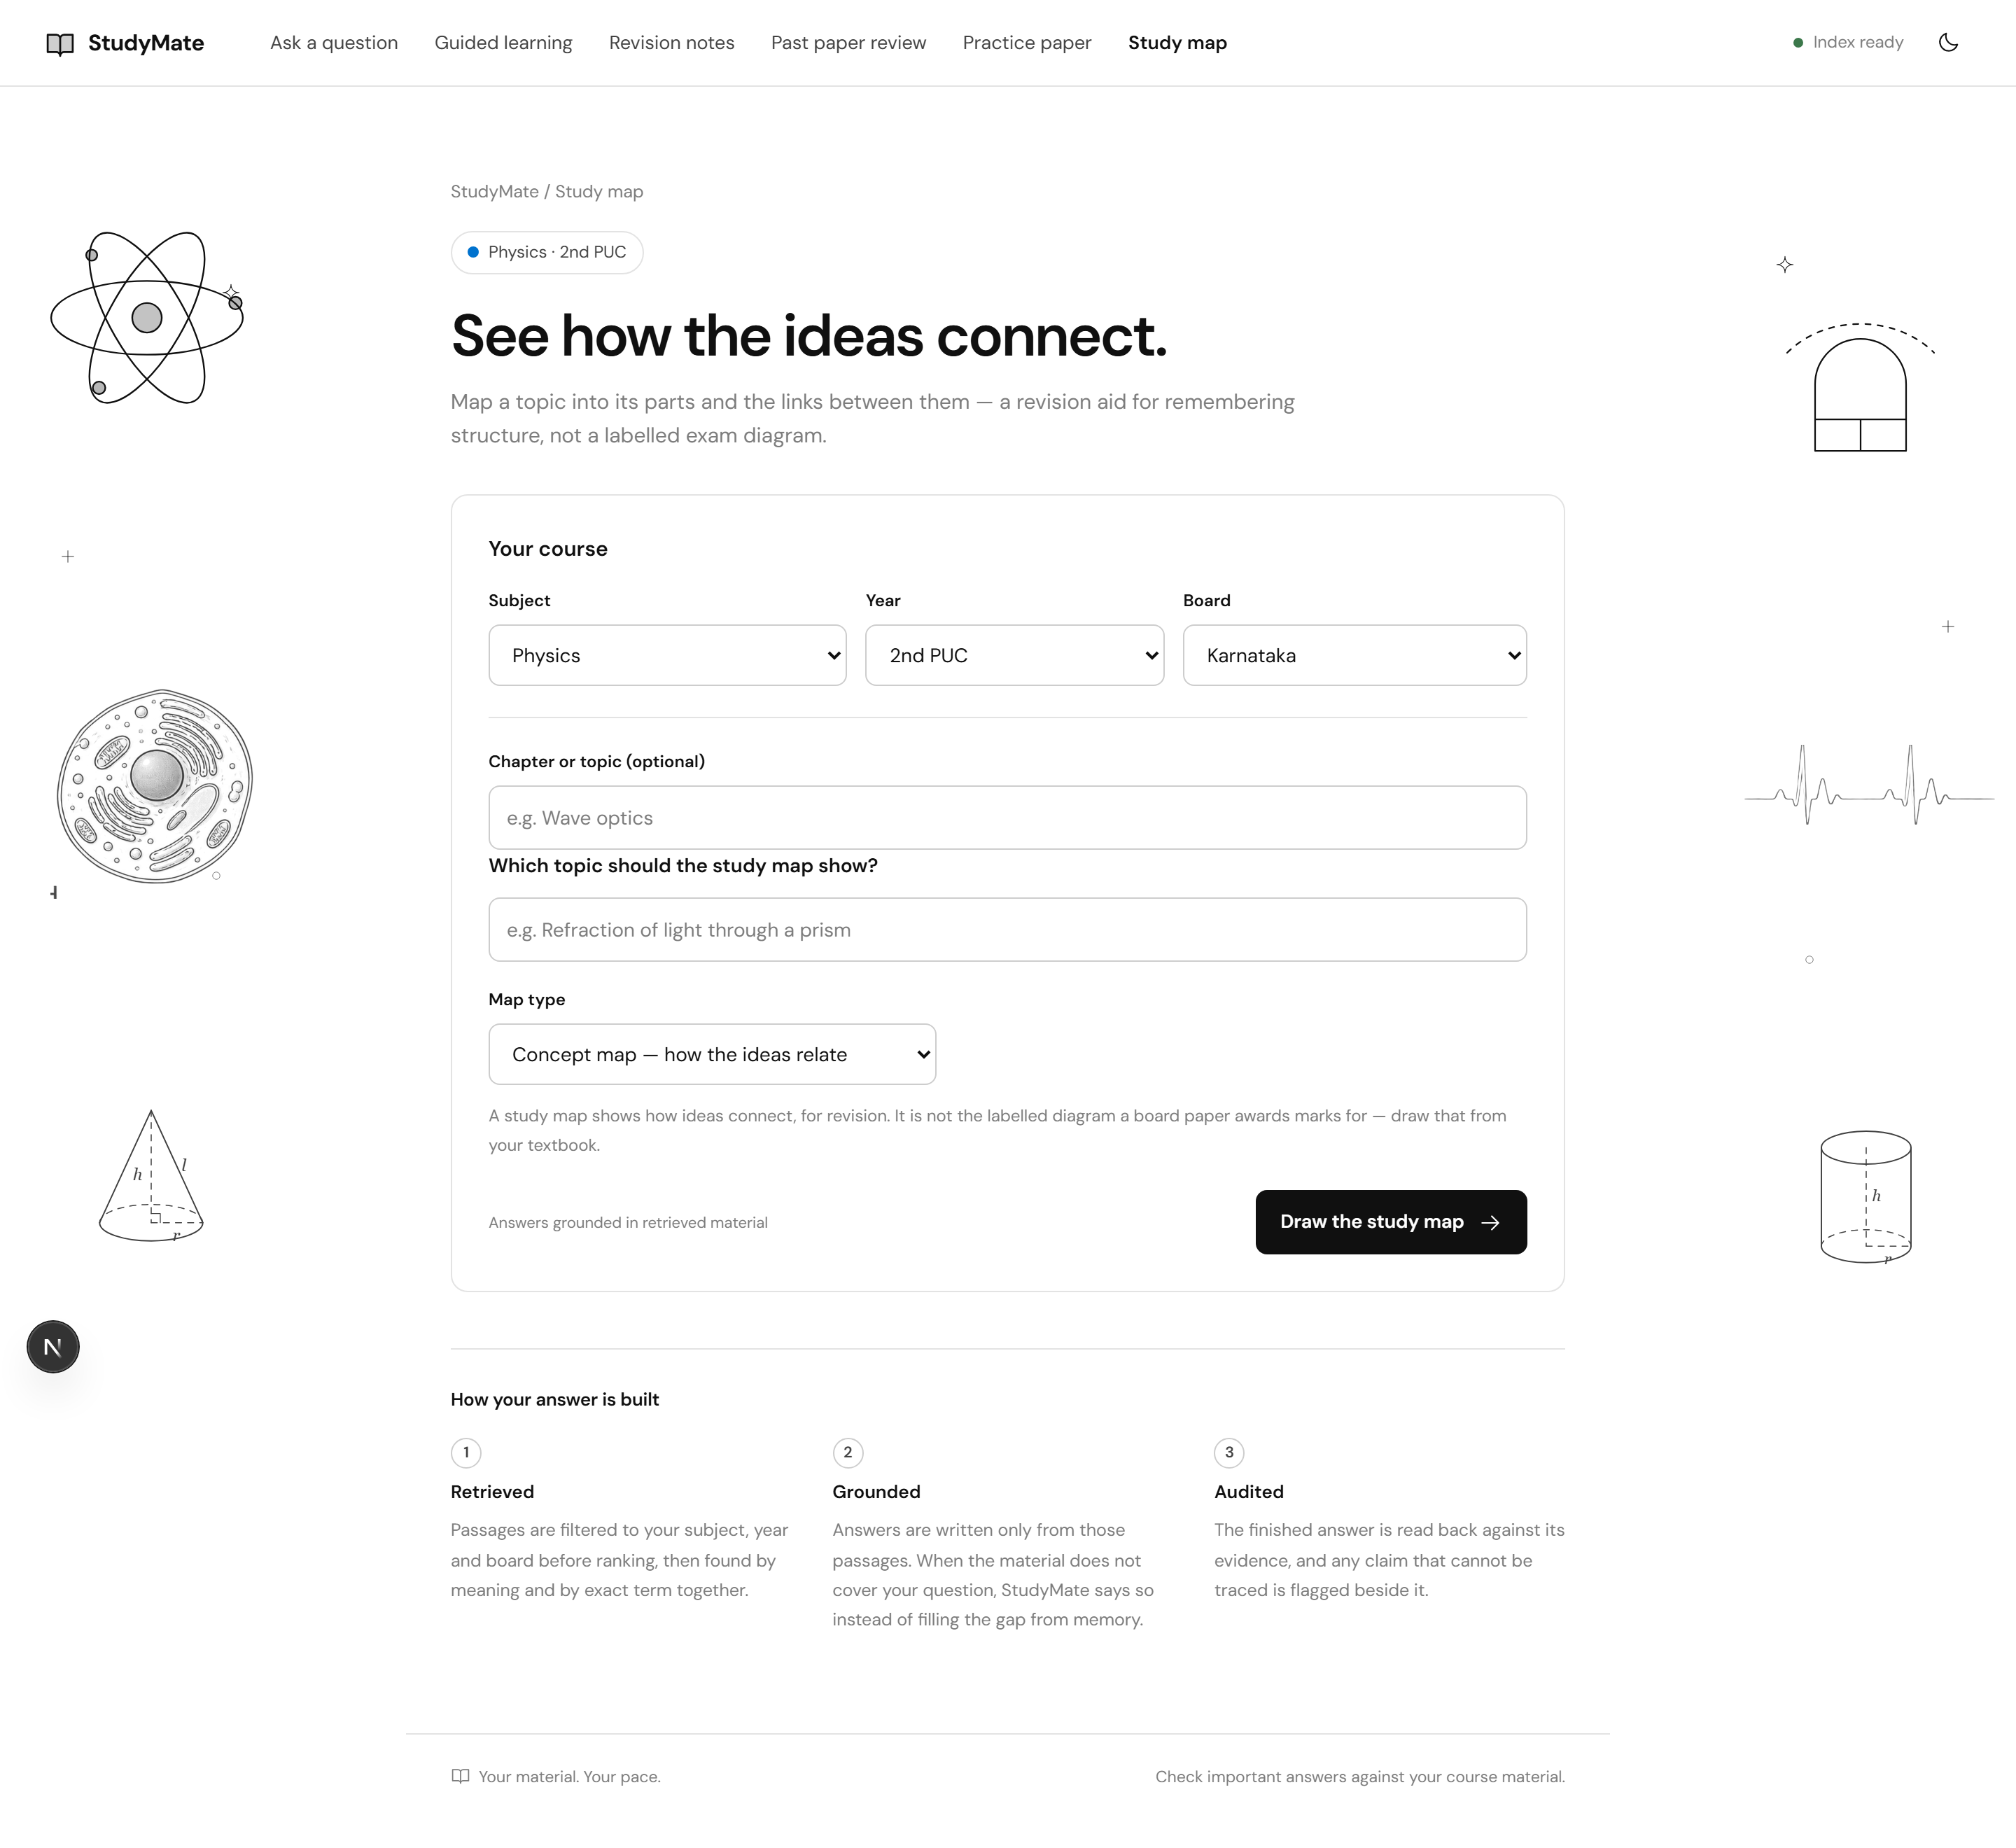 StudyMate
Ask a question
Guided learning
Revision notes
Past paper review
Practice paper
Study map
Index ready
StudyMate / Study map
Physics · 2nd PUC
See how the ideas connect.
Map a topic into its parts and the links between them — a revision aid for remembering
structure, not a labelled exam diagram.
Your course
Subject
Year
Board
Physics
2nd PUC
Karnataka
Chapter or topic (optional)
e.g. Wave optics
Which topic should the study map show?
e.g. Refraction of light through a prism
Map type
Concept map — how the ideas relate
A study map shows how ideas connect, for revision. It is not the labelled diagram a board paper awards marks for — draw that from
your textbook.
Answers grounded in retrieved material
Draw the study map →
h
l
r
h
r
N
How your answer is built
1
Retrieved
Passages are filtered to your subject, year
and board before ranking, then found by
meaning and by exact term together.
2
Grounded
Answers are written only from those
passages. When the material does not
cover your question, StudyMate says so
instead of filling the gap from memory.
3
Audited
The finished answer is read back against its
evidence, and any claim that cannot be
traced is flagged beside it.
Your material. Your pace.
Check important answers against your course material.